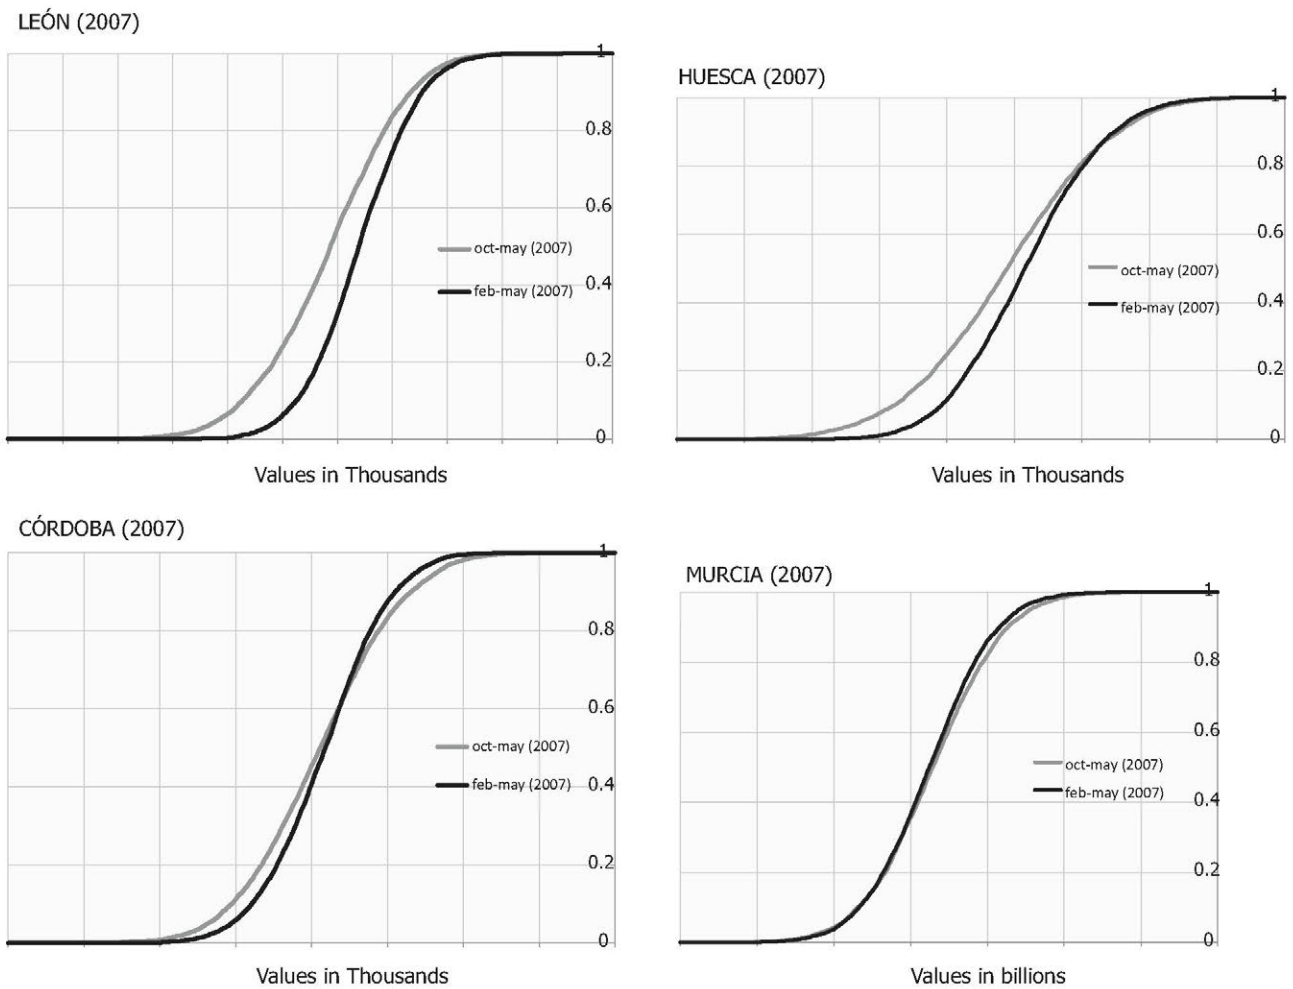 LEÓN (2007)
1
0.8
0.6
oct-may (2007)
0.4
feb-may (2007)
0.2
0
Values in Thousands
HUESCA (2007)
1
0.8
0.6
oct-may (2007)
0.4
feb-may (2007)
0.2
0
Values in Thousands
CÓRDOBA (2007)
1
0.8
0.6
oct-may (2007)
0.4
feb-may (2007)
0.2
0
Values in Thousands
MURCIA (2007)
1
0.8
0.6
oct-may (2007)
feb-may (2007)
0.4
0.2
0
Values in billions